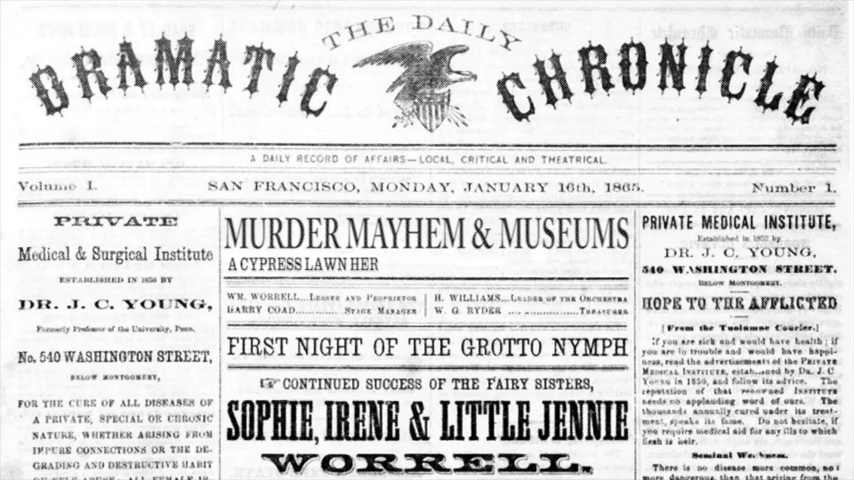 THE DAILY
DRAMATIC CHRONICLE
A DAILY RECORD OF AFFAIRS—LOCAL, CRITICAL AND THEATRICAL.
Volume I. SAN FRANCISCO, MONDAY, JANUARY 16th, 1865. Number 1.
PRIVATE
Medical & Surgical Institute
ESTABLISHED IN 1850 BY
DR. J. C. YOUNG,
Formerly Professor of the University, Penn.
No. 540 WASHINGTON STREET,
BELOW MONTGOMERY,
FOR THE CURE OF ALL DISEASES OF
A PRIVATE, SPECIAL OR CHRONIC
NATURE, WHETHER ARISING FROM
IMPURE CONNECTIONS OR THE DE-
GRADING AND DESTRUCTIVE HABIT
OF SELF ABUSE. ALL FEMALE
MURDER MAYHEM & MUSEUMS
A CYPRESS LAWN HER
WM. WORRELL...LESSEE AND PROPRIETOR
HARRY COAD...............STAGE MANAGER
H. WILLIAMS...LEADER OF THE ORCHESTRA
W. G. RYDER ..................TREASURER
FIRST NIGHT OF THE GROTTO NYMPH
☞ CONTINUED SUCCESS OF THE FAIRY SISTERS,
SOPHIE, IRENE & LITTLE JENNIE
WORRELL.
PRIVATE MEDICAL INSTITUTE,
Established in 1850 by
DR. J. C. YOUNG,
540 WASHINGTON STREET,
BELOW MONTGOMERY.
HOPE TO THE AFFLICTED
[From the Tuolumne Courier.]
If you are sick and would have health; if
you are in trouble and would have happi-
ness, read the advertisements of the PRIVATE
MEDICAL INSTITUTE, established by Da. J. C
YOUNG in 1850, and follow its advice. The
reputation of that renowned INSTITUTE
needs no applauding word of ours. The
thousands annually cured under its treat-
ment, speaks its fame. Do not hesitate, if
you require medical aid for any ills to which
flesh is heir.
Seminal Weakness.
There is no disease more common, no
more dangerous, than that arising from the